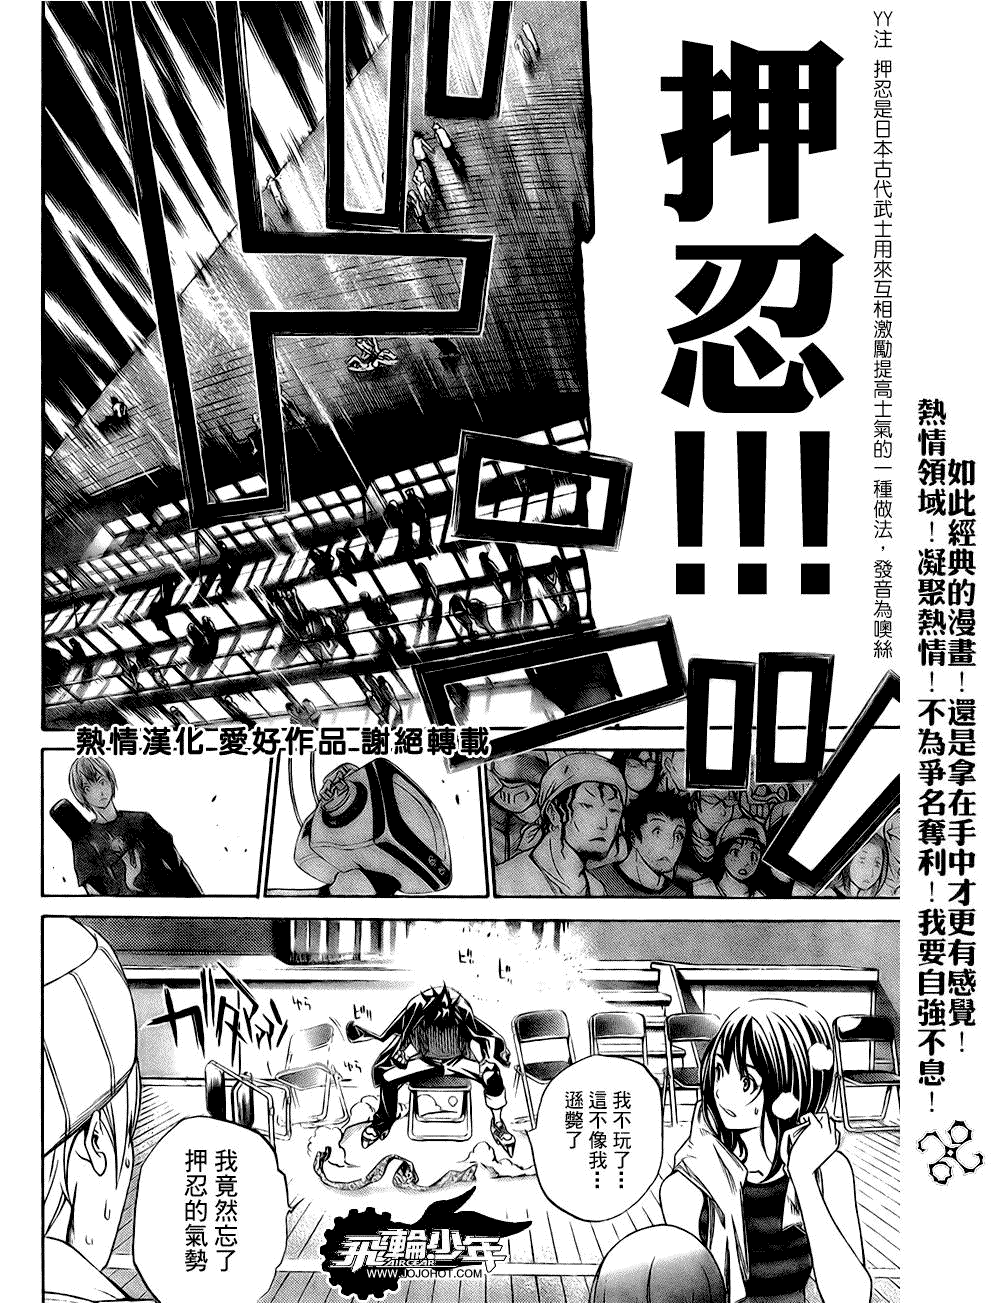 押忍!!!
YY注 押忍是日本古代武士用來互相激勵提高士氣的一種做法，發音為噢絲
如此經典的漫畫！還是拿在手中才更有感覺！
熱情領域！凝聚熱情！不為爭名奪利！我要自強不息！
熱情漢化 愛好作品 謝絕轉載
我不玩了…
這不像我…
遜斃了
我竟然忘了
押忍的氣勢
飛輪少年
AIRGEAR
WWW.JOJOHOT.COM